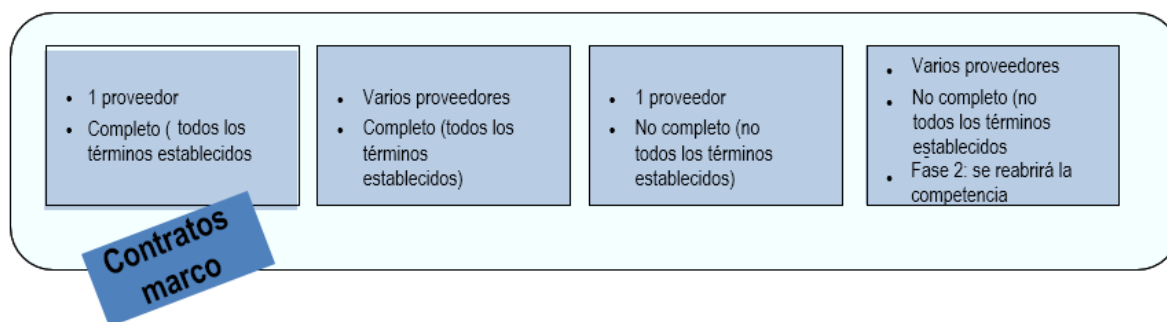 • 1 proveedor
• Completo ( todos los
términos establecidos
• Varios proveedores
• Completo (todos los
términos
establecidos)
• 1 proveedor
• No completo (no
todos los términos
establecidos)
• Varios proveedores
• No completo (no
todos los términos
establecidos
• Fase 2: se reabrirá la
competencia
Contratos
marco